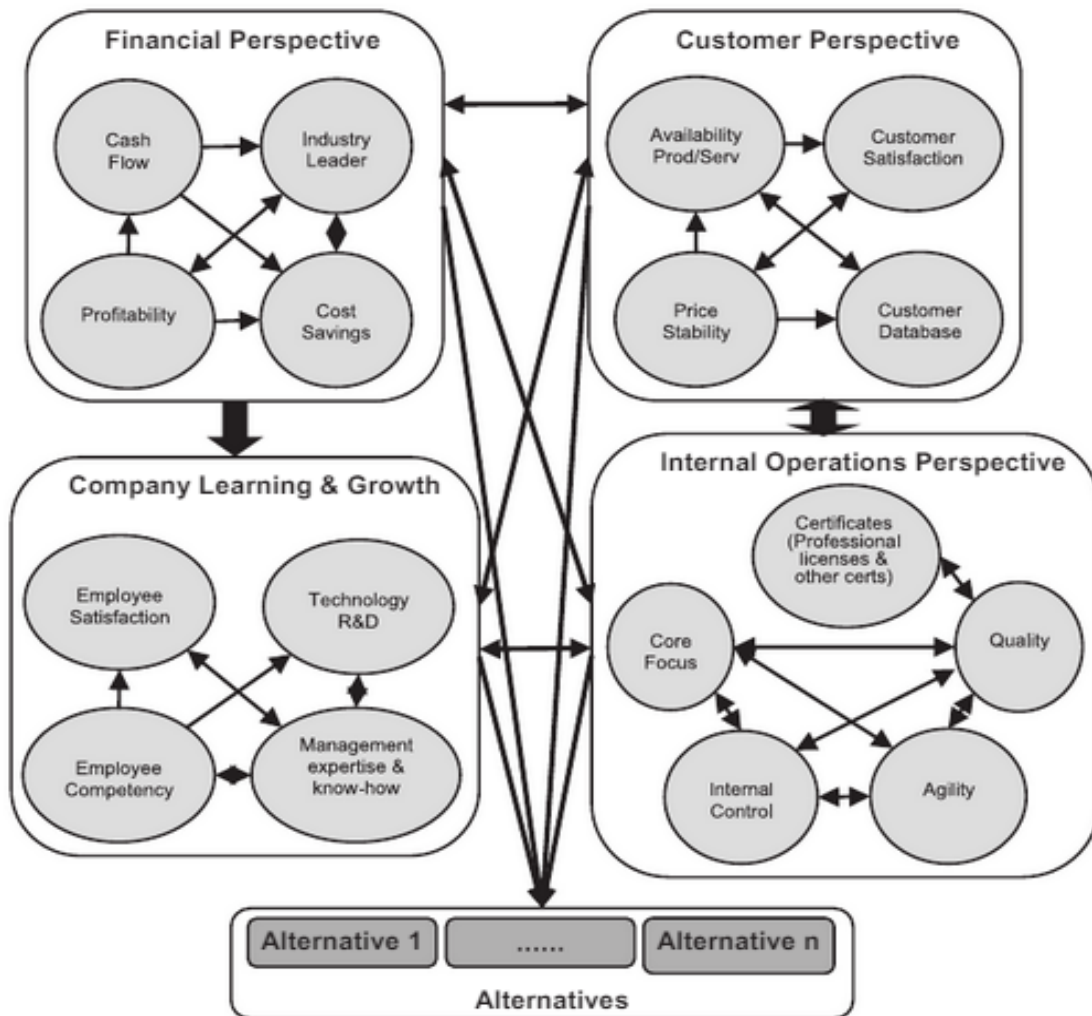 Financial Perspective
Cash
Flow
Industry
Leader
Profitability
Cost
Savings
Customer Perspective
Availability
Prod/Serv
Customer
Satisfaction
Price
Stability
Customer
Database
Company Learning & Growth
Employee
Satisfaction
Technology
R&D
Employee
Competency
Management
expertise &
know-how
Internal Operations Perspective
Certificates
(Professional
licenses &
other certs)
Core
Focus
Quality
Internal
Control
Agility
Alternative 1
......
Alternative n
Alternatives